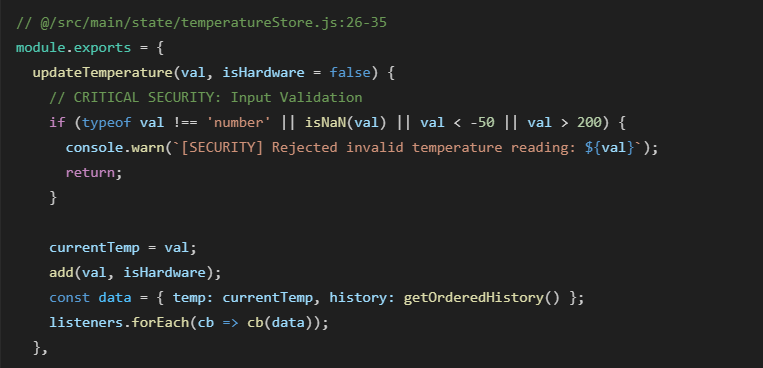 // @/src/main/state/temperatureStore.js:26-35
module.exports = {
  updateTemperature(val, isHardware = false) {
    // CRITICAL SECURITY: Input Validation
    if (typeof val !== 'number' || isNaN(val) || val < -50 || val > 200) {
      console.warn(`[SECURITY] Rejected invalid temperature reading: ${val}`);
      return;
    }

    currentTemp = val;
    add(val, isHardware);
    const data = { temp: currentTemp, history: getOrderedHistory() };
    listeners.forEach(cb => cb(data));
  },